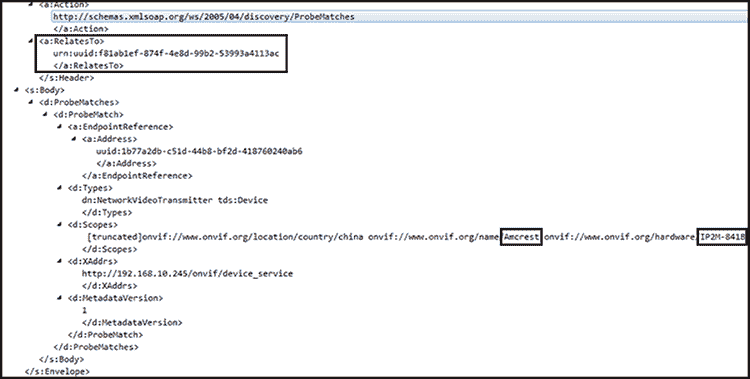 <a:Action>
http://schemas.xmlsoap.org/ws/2005/04/discovery/ProbeMatches
</a:Action>
<a:RelatesTo>
urn:uuid:f81ab1ef-874f-4e8d-99b2-53993a4113ac
</a:RelatesTo>
</s:Header>
<s:Body>
<d:ProbeMatches>
<d:ProbeMatch>
<a:EndpointReference>
<a:Address>
uuid:1b77a2db-c51d-44b8-bf2d-418760240ab6
</a:Address>
</a:EndpointReference>
<d:Types>
dn:NetworkVideoTransmitter tds:Device
</d:Types>
<d:Scopes>
[truncated]onvif://www.onvif.org/location/country/china onvif://www.onvif.org/name/Amcrest onvif://www.onvif.org/hardware/IP2M-841B
</d:Scopes>
<d:XAddrs>
http://192.168.10.245/onvif/device_service
</d:XAddrs>
<d:MetadataVersion>
1
</d:MetadataVersion>
</d:ProbeMatch>
</d:ProbeMatches>
</s:Body>
</s:Envelope>